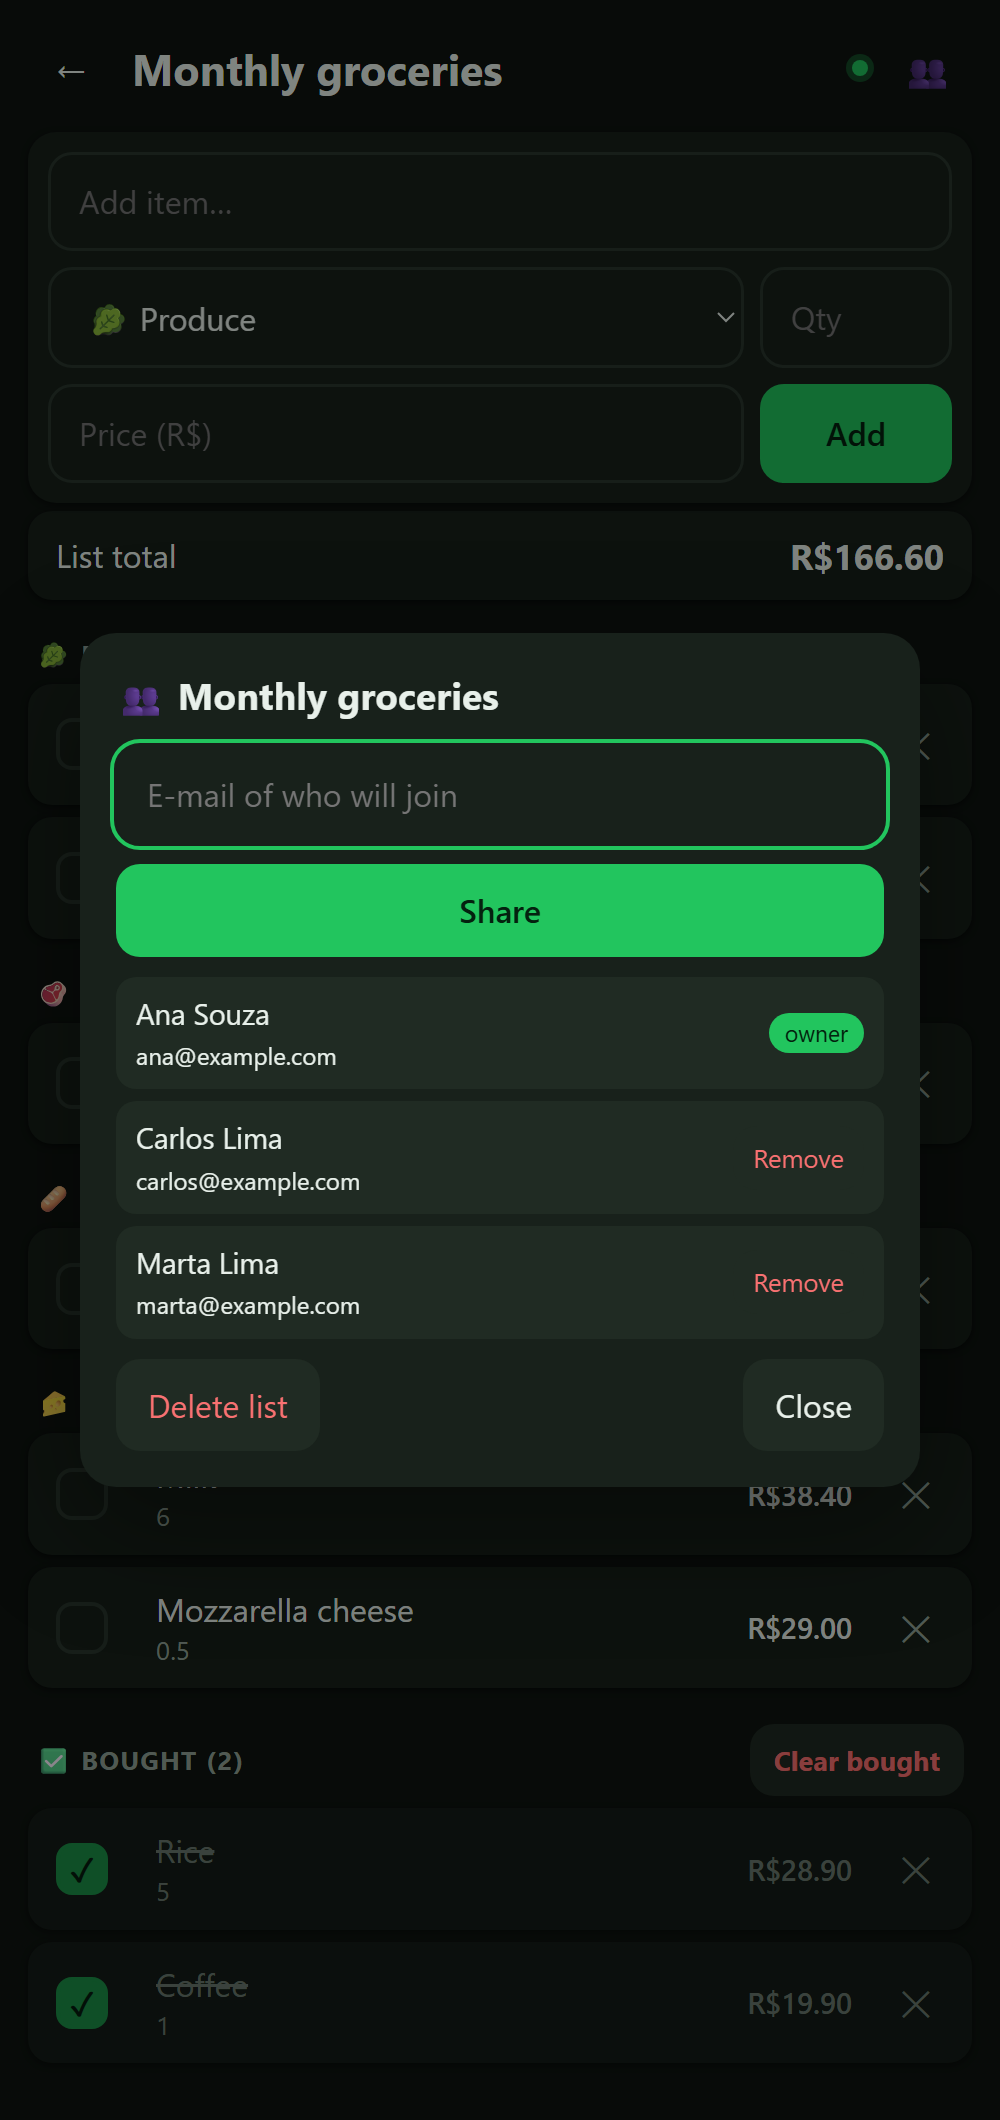 ← Monthly groceries
Add item...
Produce
Qty
Price (R$)
Add
List total
R$166.60
Monthly groceries
E-mail of who will join
Share
Ana Souza
ana@example.com
owner
Carlos Lima
carlos@example.com
Remove
Marta Lima
marta@example.com
Remove
Delete list
Close
R$38.40
6
Mozzarella cheese
0.5
R$29.00
BOUGHT (2)
Clear bought
Rice
5
R$28.90
Coffee
1
R$19.90